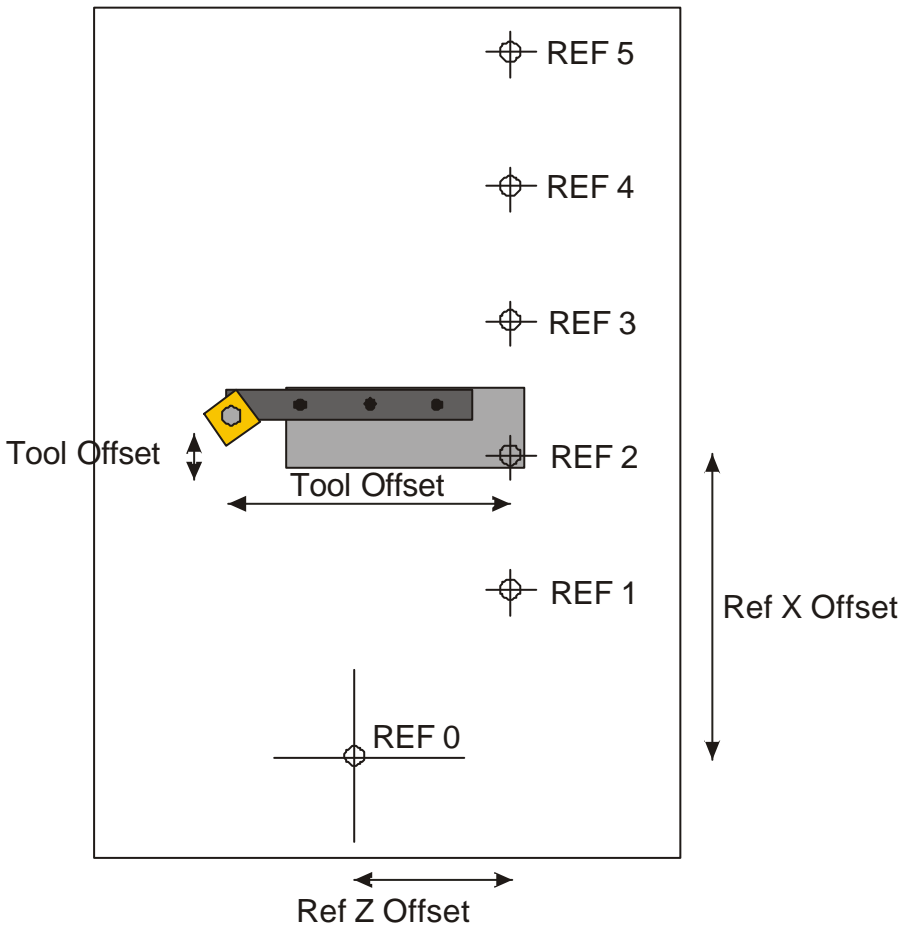 REF 5
REF 4
REF 3
Tool Offset
REF 2
Tool Offset
REF 1
Ref X Offset
REF 0
Ref Z Offset